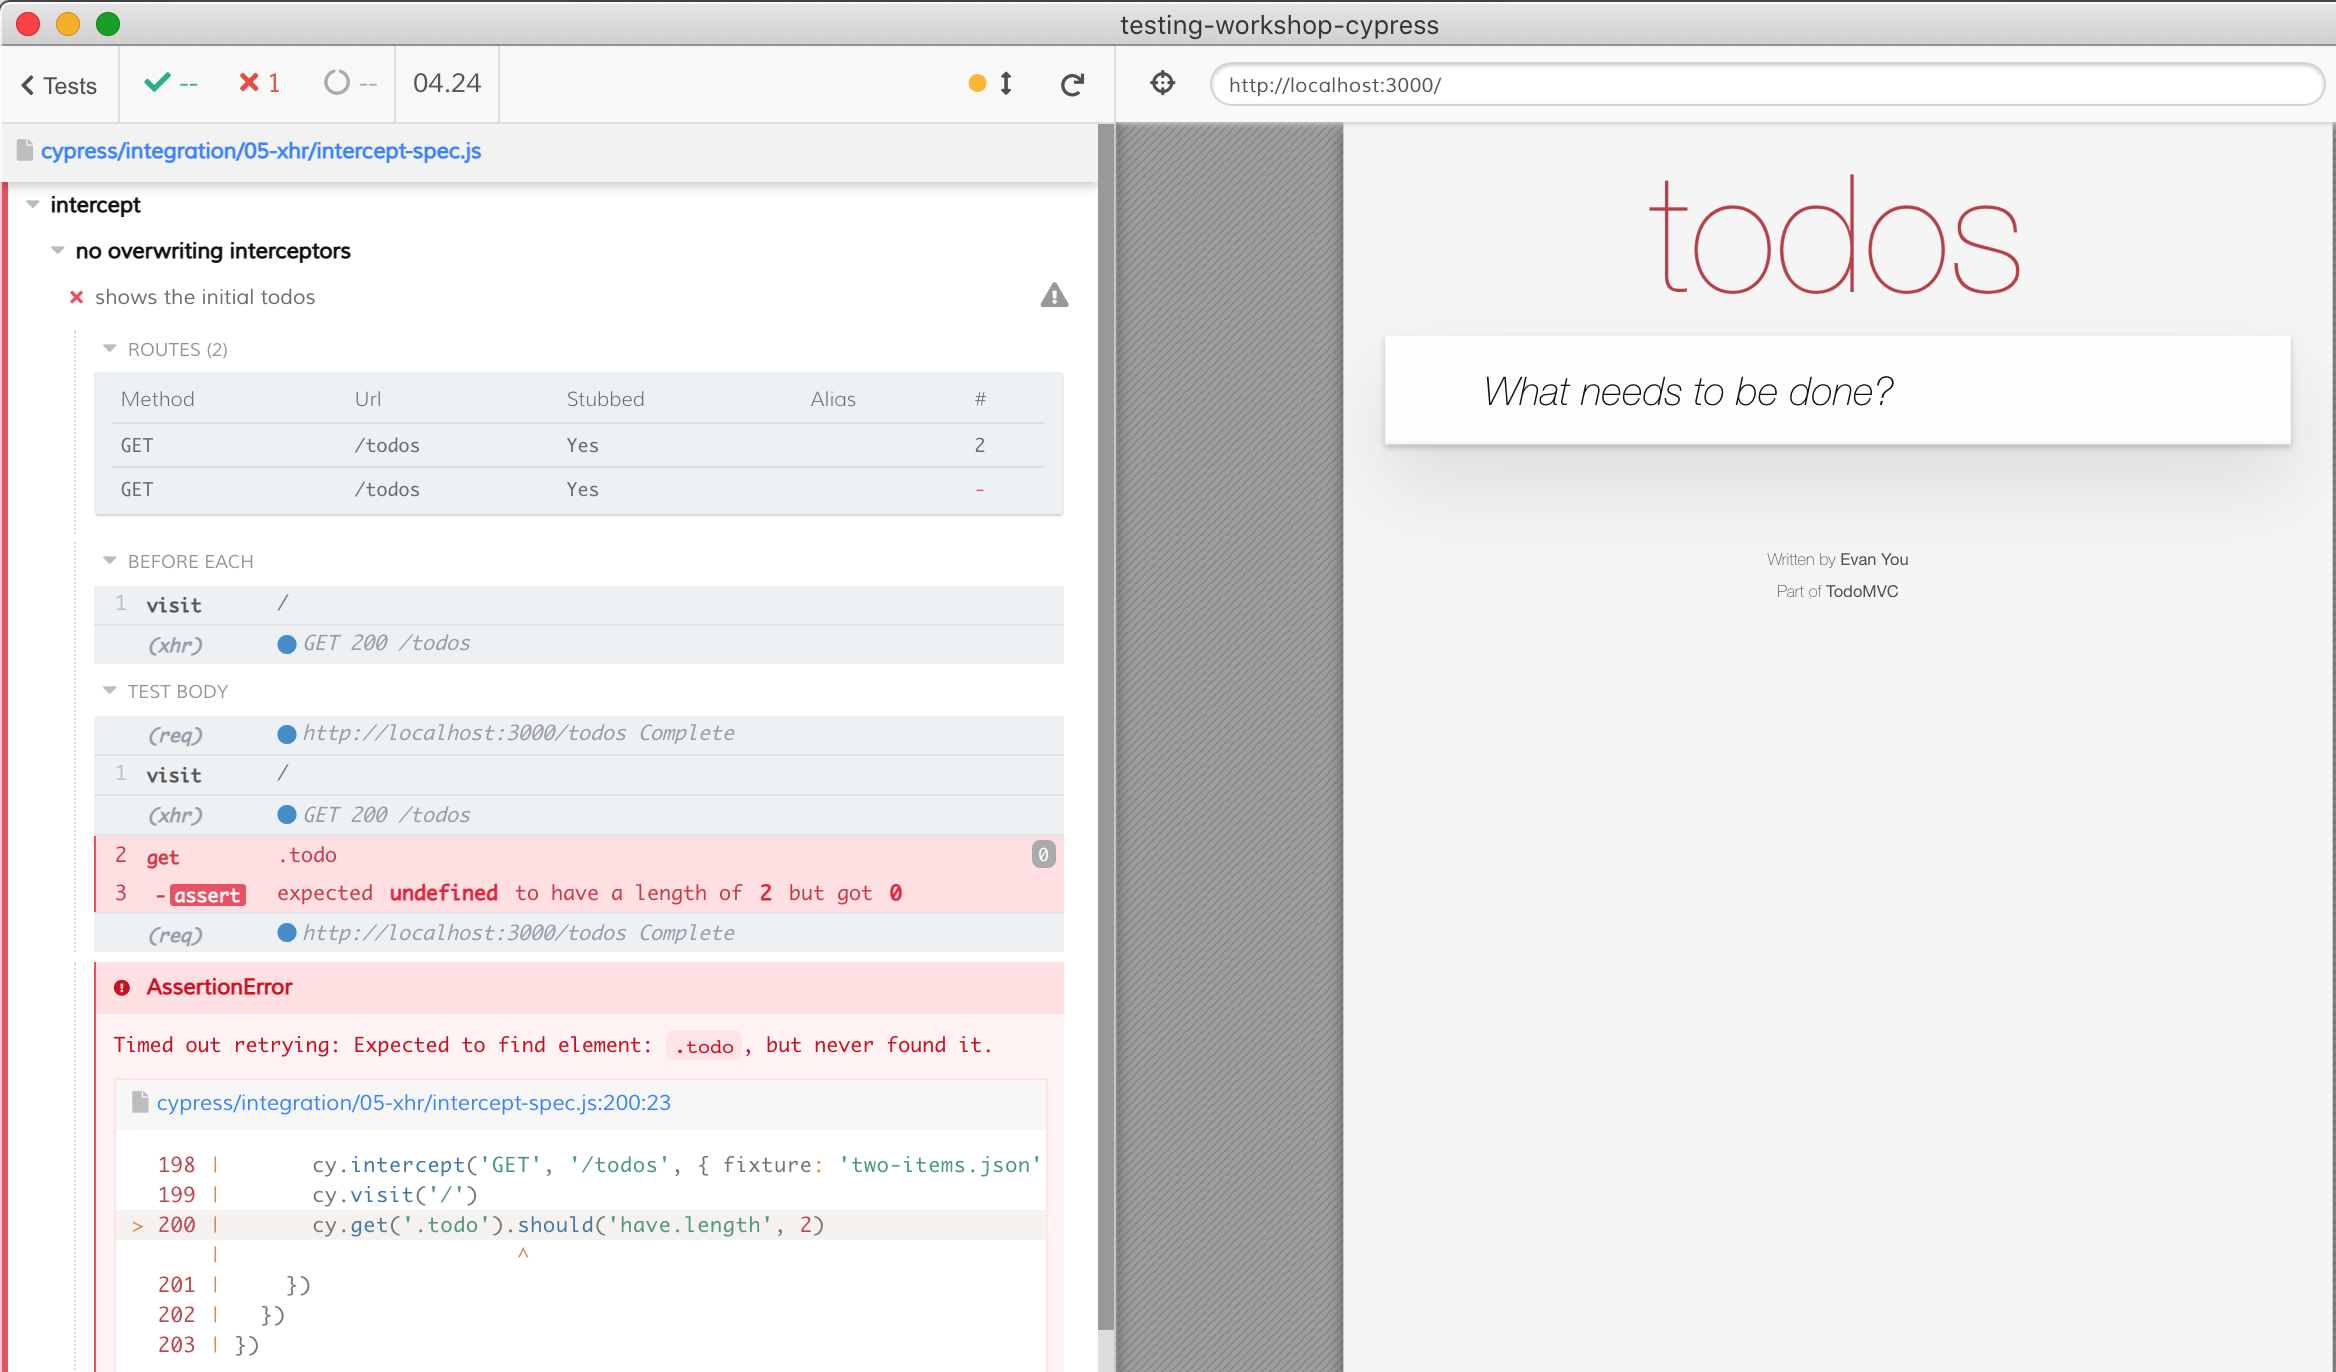 testing-workshop-cypress
Tests -- 1 -- 04.24
http://localhost:3000/
cypress/integration/05-xhr/intercept-spec.js
intercept
no overwriting interceptors
shows the initial todos
ROUTES (2)
Method Url Stubbed Alias #
GET /todos Yes 2
GET /todos Yes -
BEFORE EACH
1 visit /
(xhr) GET 200 /todos
TEST BODY
(req) http://localhost:3000/todos Complete
1 visit /
(xhr) GET 200 /todos
2 get .todo 0
3 -assert expected undefined to have a length of 2 but got 0
(req) http://localhost:3000/todos Complete
AssertionError
Timed out retrying: Expected to find element: .todo, but never found it.
cypress/integration/05-xhr/intercept-spec.js:200:23
198 | cy.intercept('GET', '/todos', { fixture: 'two-items.json'
199 | cy.visit('/')
> 200 | cy.get('.todo').should('have.length', 2)
| ^
201 | })
202 | })
203 | })
todos
What needs to be done?
Written by Evan You
Part of TodoMVC